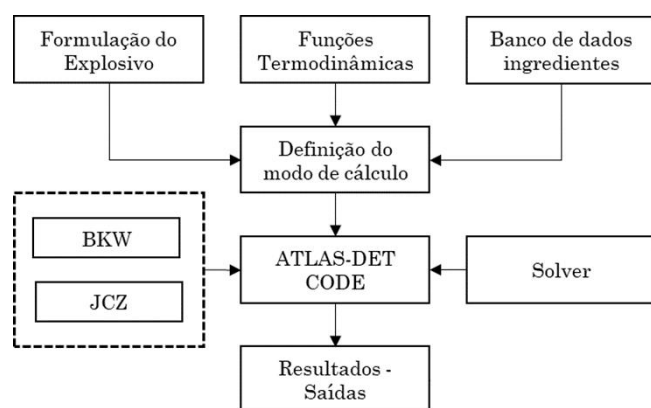 Formulação do
Explosivo
Funções
Termodinâmicas
Banco de dados
ingredientes
Definição do
modo de cálculo
BKW
JCZ
ATLAS-DET
CODE
Solver
Resultados -
Saídas